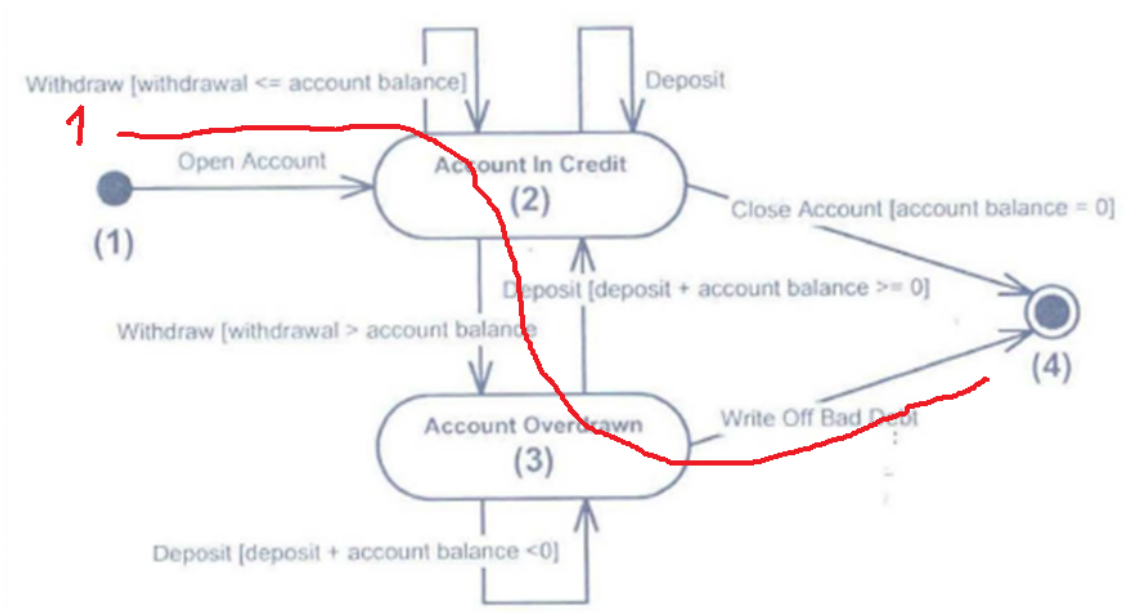 Withdraw [withdrawal <= account balance]
Deposit
1
Open Account
Account In Credit
(2)
(1)
Close Account [account balance = 0]
Deposit [deposit + account balance >= 0]
Withdraw [withdrawal > account balance
(4)
Account Overdrawn
(3)
Write Off Bad Debt
Deposit [deposit + account balance <0]